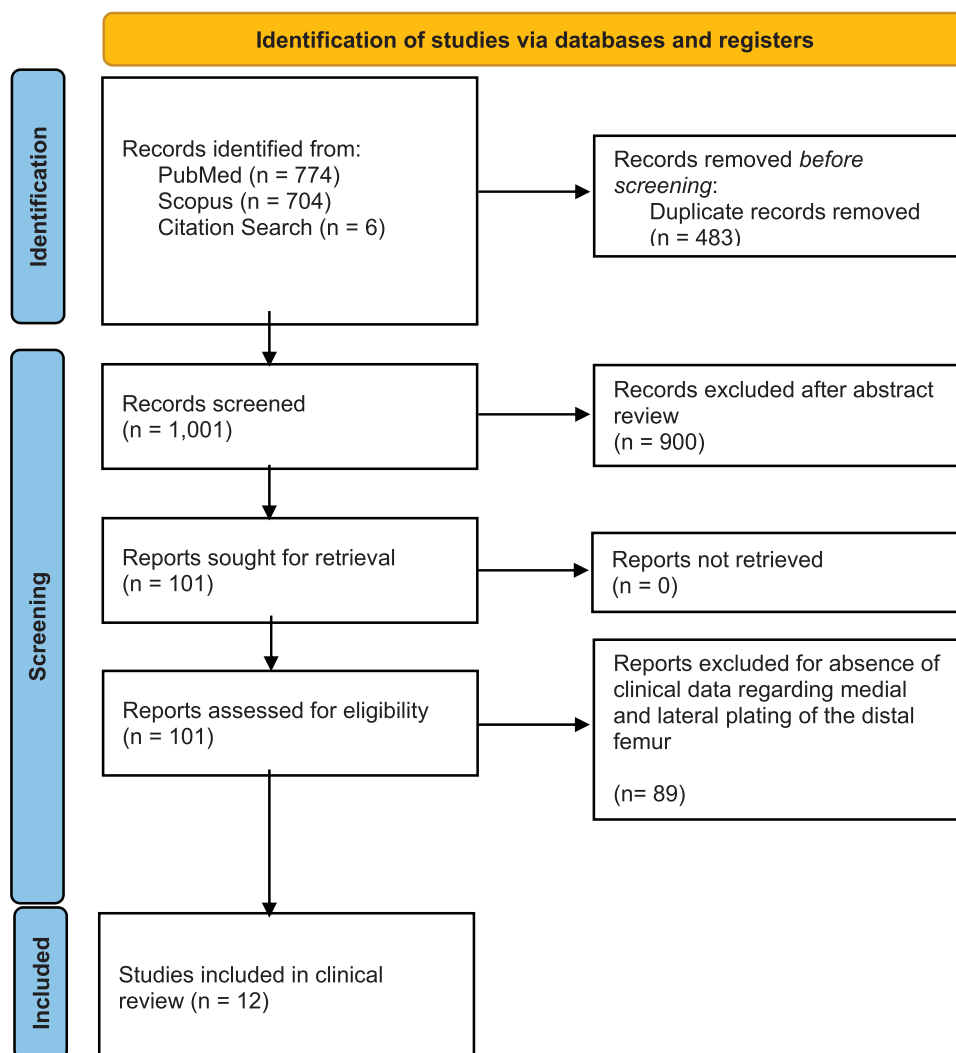 Identification of studies via databases and registers
Identification
Records identified from:
PubMed (n = 774)
Scopus (n = 704)
Citation Search (n = 6)
Records removed before
screening:
Duplicate records removed
(n = 483)
Screening
Records screened
(n = 1,001)
Records excluded after abstract
review
(n = 900)
Reports sought for retrieval
(n = 101)
Reports not retrieved
(n = 0)
Reports assessed for eligibility
(n = 101)
Reports excluded for absence of
clinical data regarding medial
and lateral plating of the distal
femur
(n= 89)
Included
Studies included in clinical
review (n = 12)